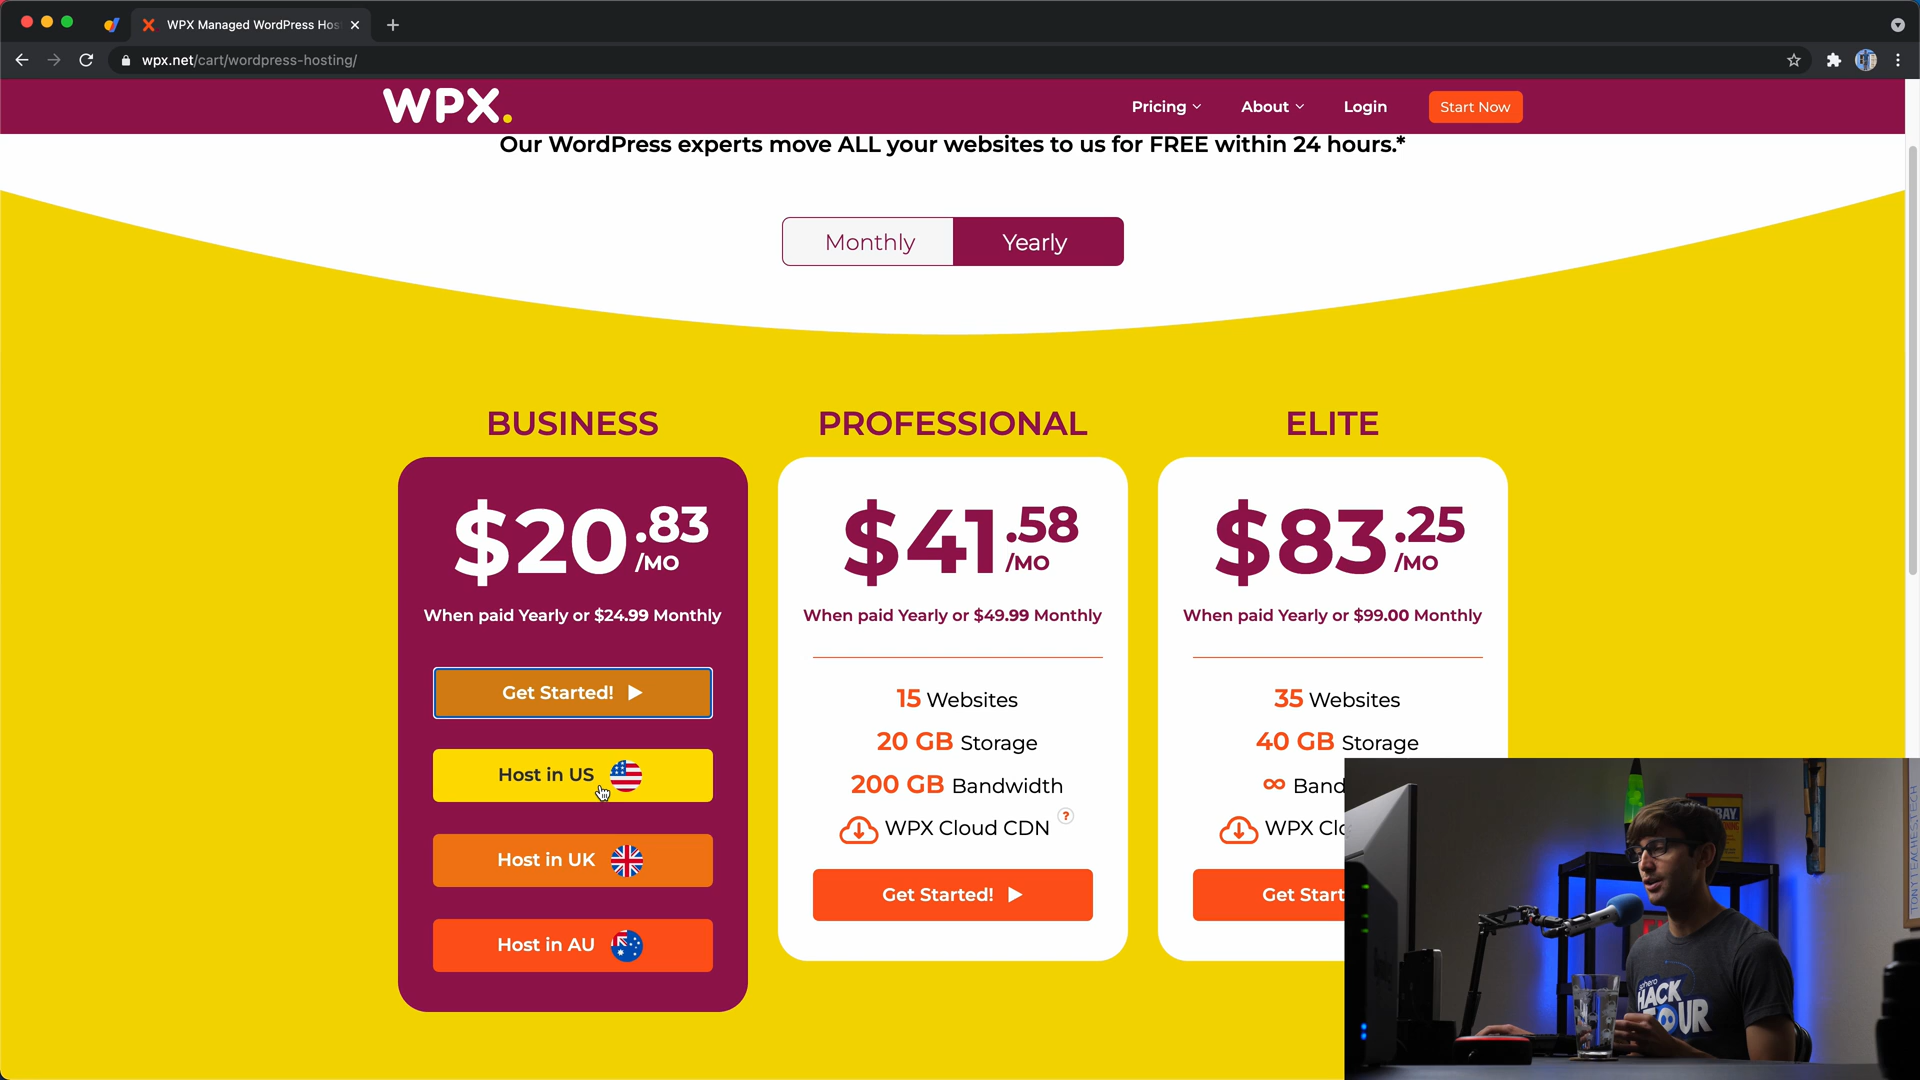 WPX Managed WordPress Hos
wpx.net/cart/wordpress-hosting/
WPX.
Pricing
About
Login
Start Now
Our WordPress experts move ALL your websites to us for FREE within 24 hours.*
Monthly
Yearly
BUSINESS
$20.83/MO
When paid Yearly or $24.99 Monthly
Get Started!
Host in US
Host in UK
Host in AU
PROFESSIONAL
$41.58/MO
When paid Yearly or $49.99 Monthly
15 Websites
20 GB Storage
200 GB Bandwidth
WPX Cloud CDN ?
Get Started!
ELITE
$83.25/MO
When paid Yearly or $99.00 Monthly
35 Websites
40 GB Storage
∞ Band
WPX Clo
Get Start
sphero
HACK
TOUR
TONYTEACHES.TECH